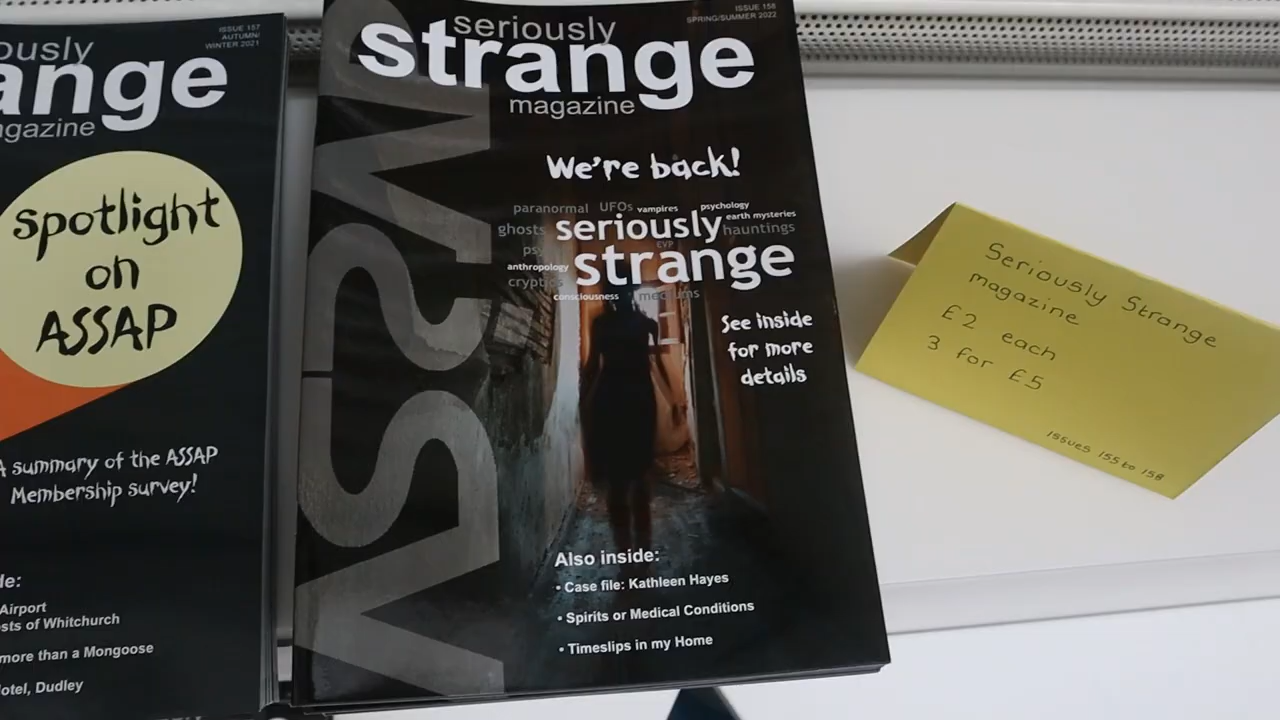 ISSUE 157
AUTUMN/
WINTER 2021
ously
ange
gazine
spotlight
on
ASSAP
A summary of the ASSAP
Membership survey!
de:
Airport
sts of Whitchurch
more than a Mongoose
otel, Dudley
ISSUE 158
SPRING/SUMMER 2022
seriously
strange
magazine
ASSAP
We're back!
paranormal UFOs vampires psychology
earth mysteries
ghosts seriously hauntings
psy EVP
anthropology strange
cryptids
consciousness mediums
See inside
for more
details
Also inside:
• Case file: Kathleen Hayes
• Spirits or Medical Conditions
• Timeslips in my Home
Seriously Strange
magazine
£2 each
3 for £5
ISSUES 155 to 158